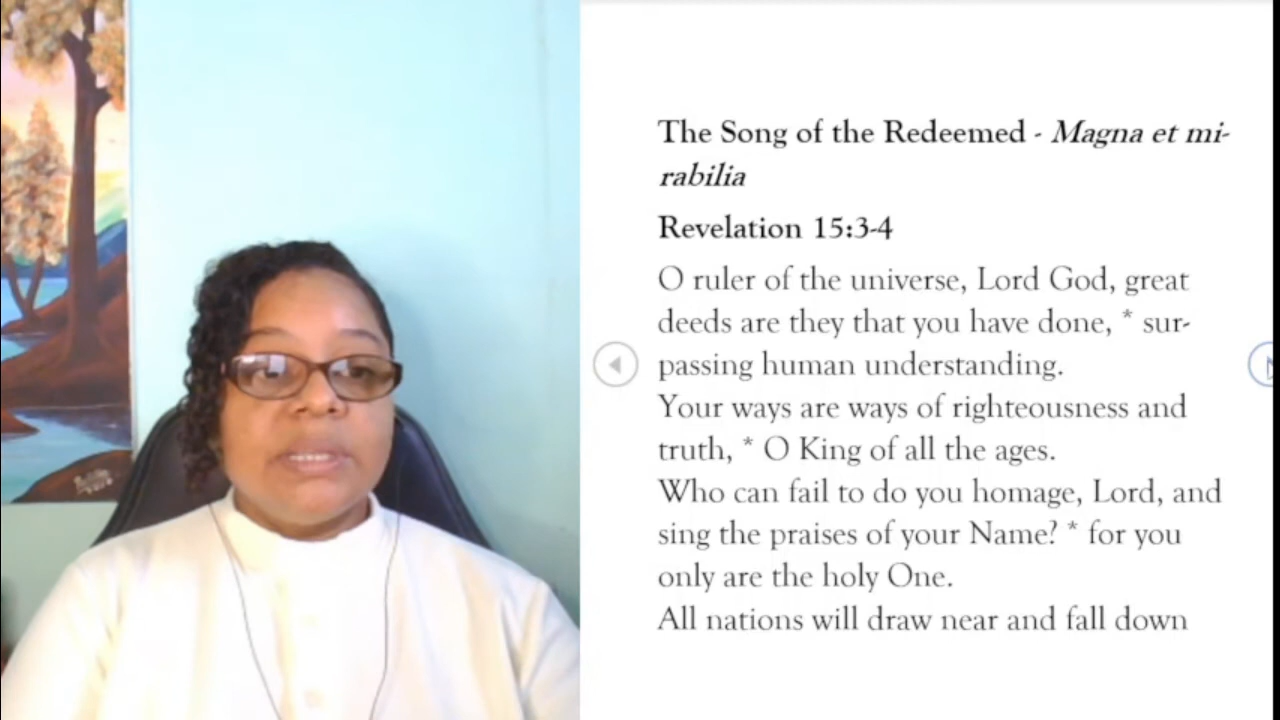 The Song of the Redeemed - Magna et mi-
rabilia
Revelation 15:3-4
O ruler of the universe, Lord God, great
deeds are they that you have done, * sur-
passing human understanding.
Your ways are ways of righteousness and
truth, * O King of all the ages.
Who can fail to do you homage, Lord, and
sing the praises of your Name? * for you
only are the holy One.
All nations will draw near and fall down